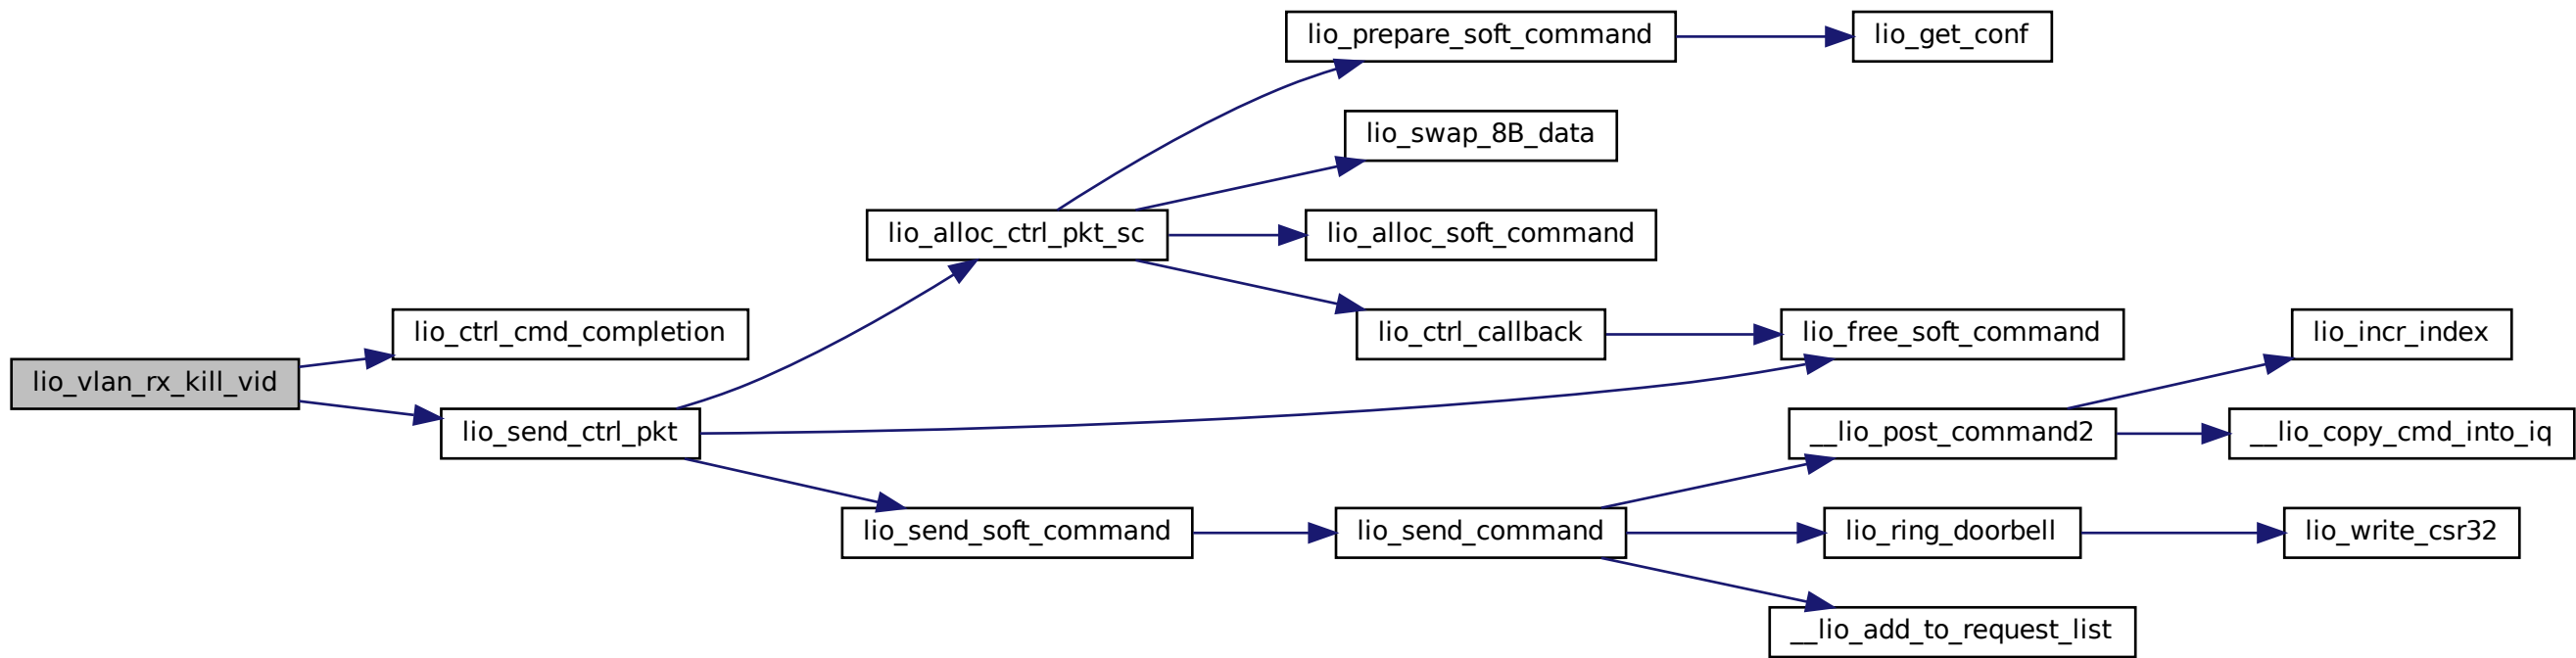 lio_prepare_soft_command
lio_get_conf
lio_swap_8B_data
lio_alloc_ctrl_pkt_sc
lio_alloc_soft_command
lio_ctrl_cmd_completion
lio_ctrl_callback
lio_free_soft_command
lio_incr_index
lio_vlan_rx_kill_vid
lio_send_ctrl_pkt
__lio_post_command2
__lio_copy_cmd_into_iq
lio_send_soft_command
lio_send_command
lio_ring_doorbell
lio_write_csr32
__lio_add_to_request_list